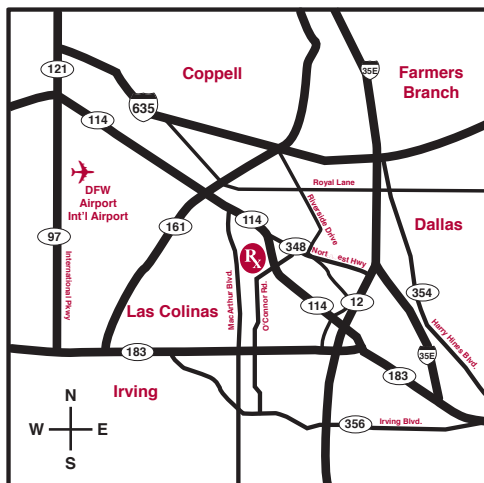 121
Coppell
35E
Farmers
Branch
635
114
DFW
Airport
Int'l Airport
Royal Lane
Riverside Drive
Dallas
161
114
348
97
International Pkwy
Rx
est Hwy.
MacArthur Blvd.
O'Connor Rd.
Las Colinas
114
12
354
Harry Hines Blvd.
183
35E
Irving
183
N
W
E
S
356
Irving Blvd.